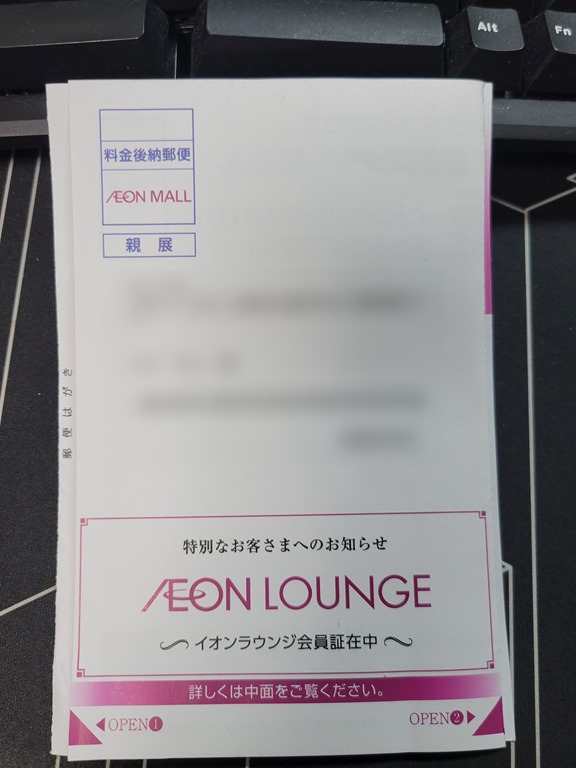 Alt
Fn
料金後納郵便
ÆON MALL
親 展
郵便はがき
特別なお客さまへのお知らせ
ÆON LOUNGE
イオンラウンジ会員証在中
詳しくは中面をご覧ください。
◀OPEN❶
OPEN❷▶